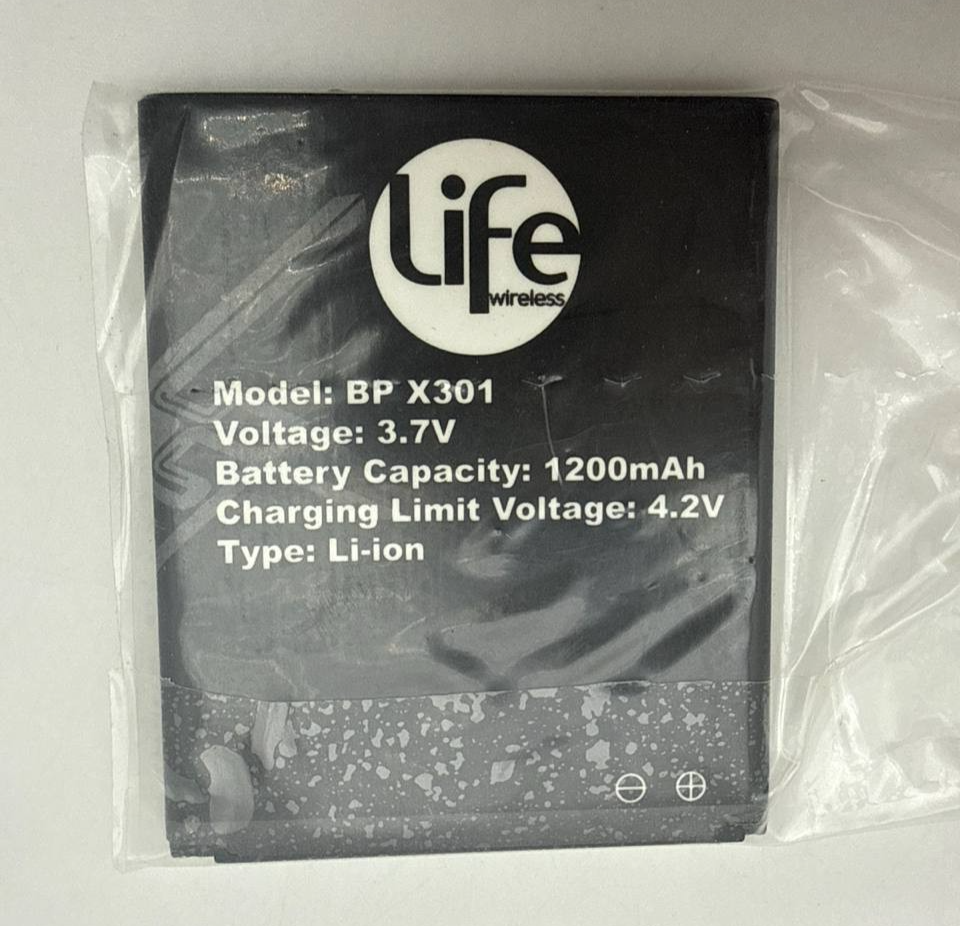 Life
wireless
Model: BP X301
Voltage: 3.7V
Battery Capacity: 1200mAh
Charging Limit Voltage: 4.2V
Type: Li-ion
⊖ ⊕